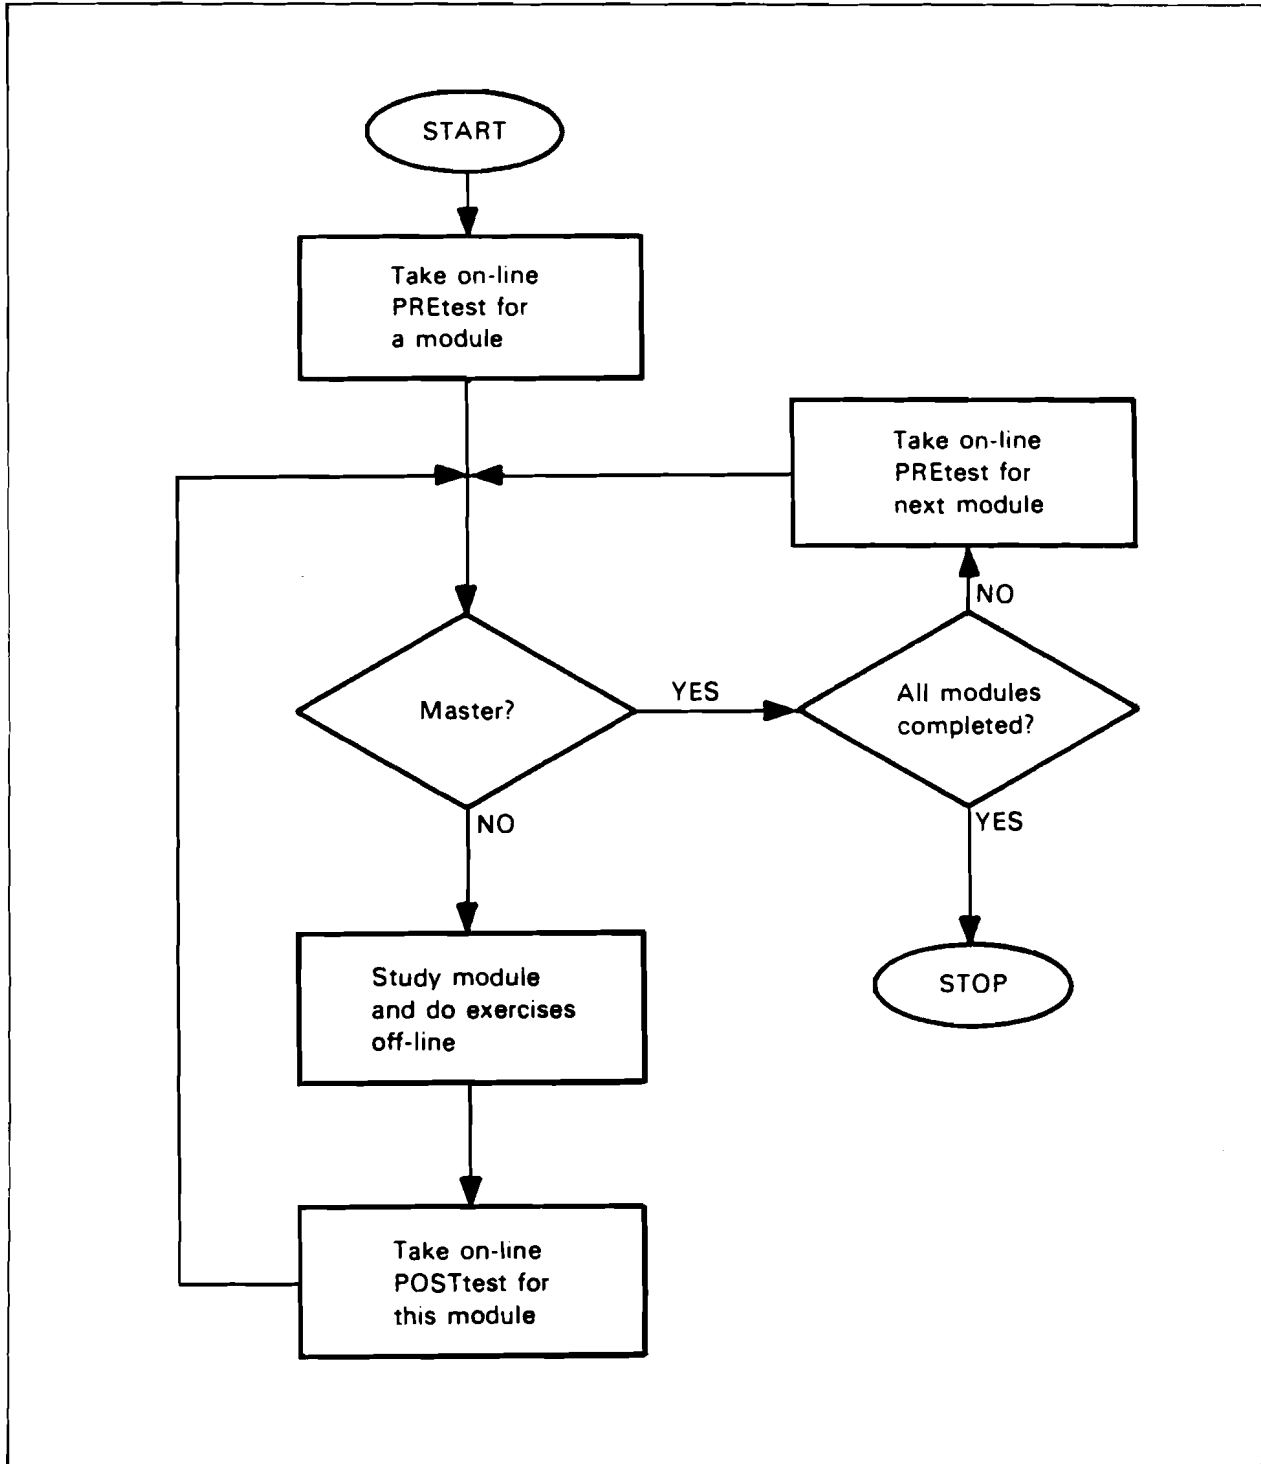 START
Take on-line
PREtest for
a module
Take on-line
PREtest for
next module
NO
Master?
YES
All modules
completed?
NO
YES
Study module
and do exercises
off-line
STOP
Take on-line
POSTtest for
this module